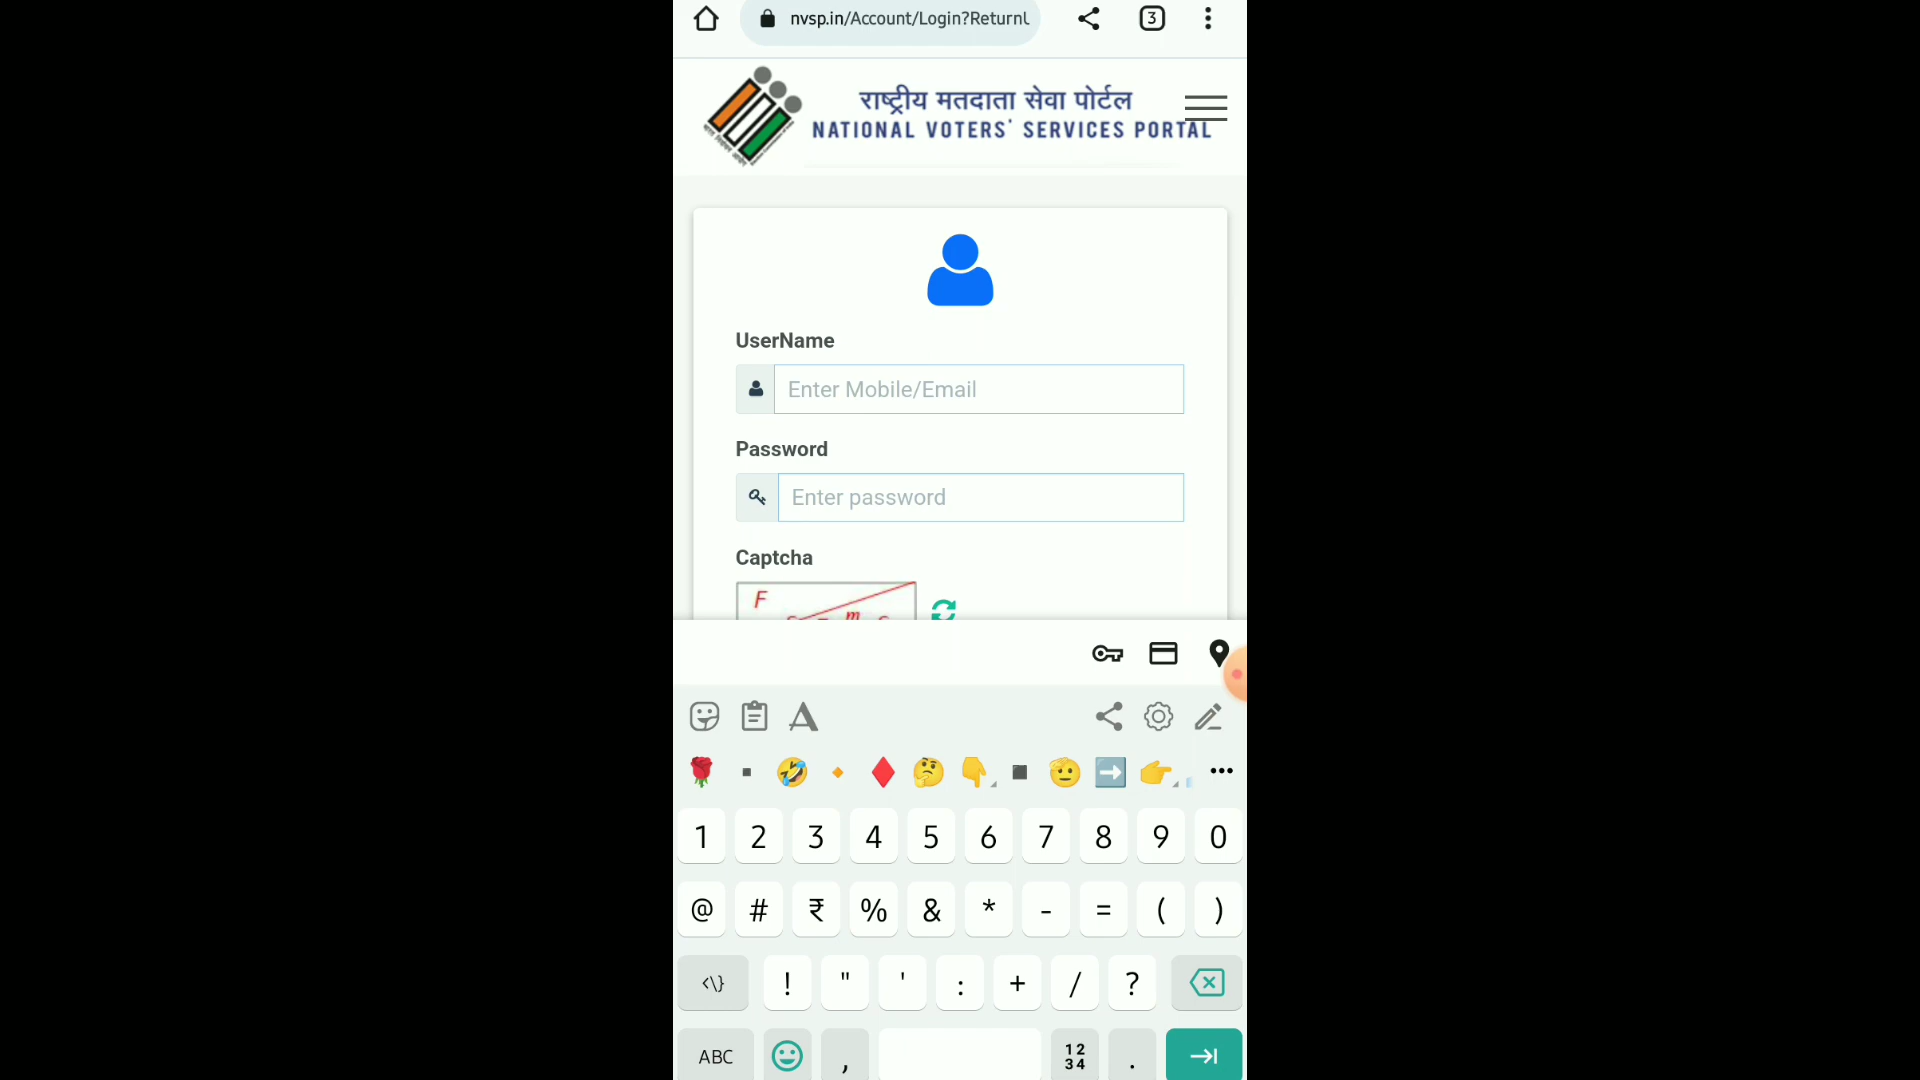 nvsp.in/Account/Login?Return
3
राष्ट्रीय मतदाता सेवा पोर्टल
NATIONAL VOTERS' SERVICES PORTAL
UserName
Enter Mobile/Email
Password
Enter password
Captcha
F
m
1 2 3 4 5 6 7 8 9 0
@ # ₹ % & * - = ( )
<\} ! " ' : + / ?
ABC , 12 34 .